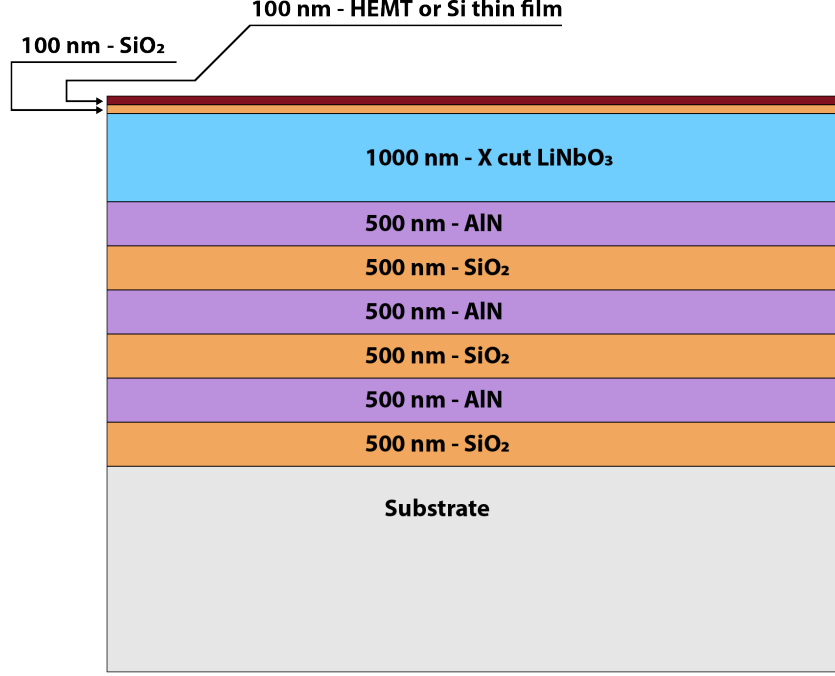 100 nm - HEMT or Si thin film
100 nm - SiO₂
1000 nm - X cut LiNbO₃
500 nm - AlN
500 nm - SiO₂
500 nm - AlN
500 nm - SiO₂
500 nm - AlN
500 nm - SiO₂
Substrate